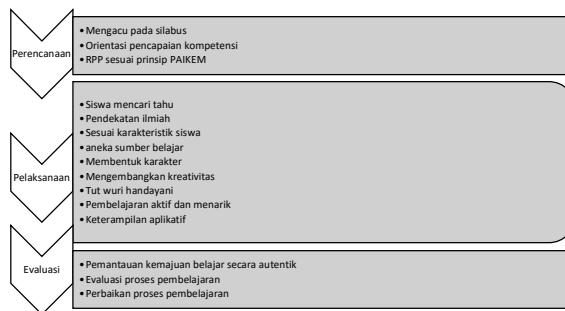 Perencanaan
• Mengacu pada silabus
• Orientasi pencapaian kompetensi
• RPP sesuai prinsip PAIKEM
Pelaksanaan
• Siswa mencari tahu
• Pendekatan ilmiah
• Sesuai karakteristik siswa
• aneka sumber belajar
• Membentuk karakter
• Mengembangkan kreativitas
• Tut wuri handayani
• Pembelajaran aktif dan menarik
• Keterampilan aplikatif
Evaluasi
• Pemantauan kemajuan belajar secara autentik
• Evaluasi proses pembelajaran
• Perbaikan proses pembelajaran